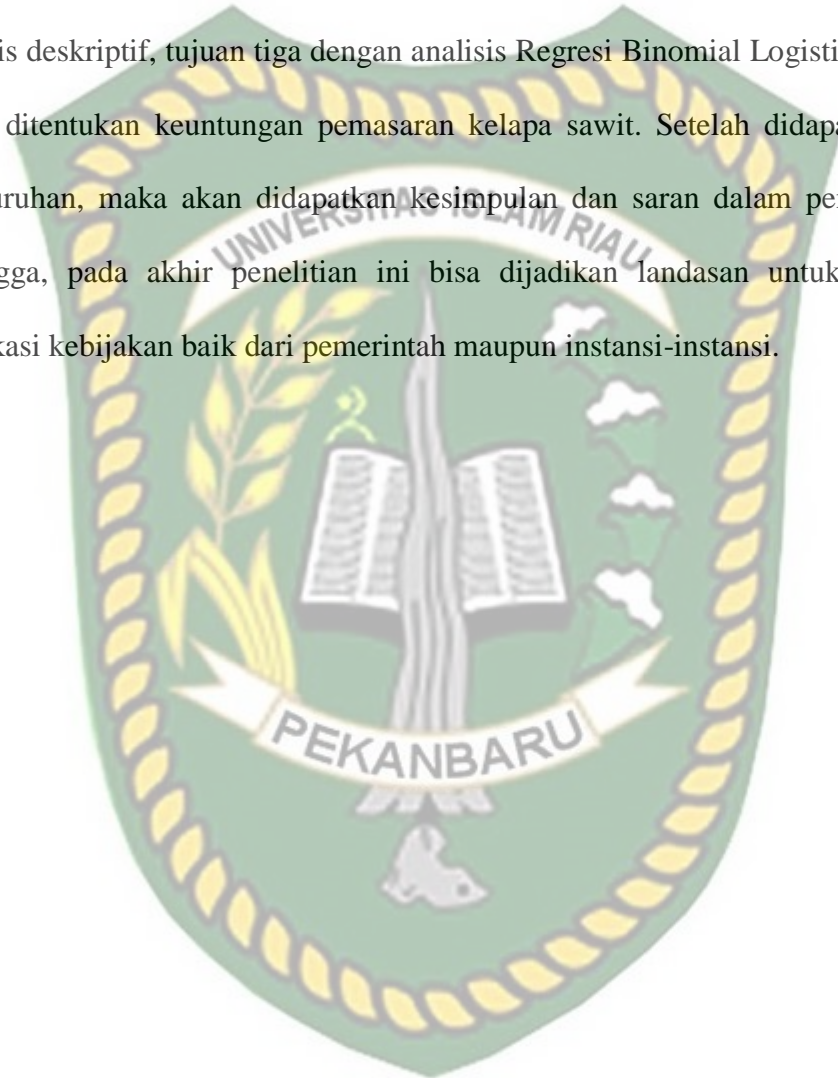 is deskriptif, tujuan tiga dengan analisis Regresi Binomial Logisti
ditentukan keuntungan pemasaran kelapa sawit. Setelah didapa
uruhan, maka akan didapatkan kesimpulan dan saran dalam pe
gga, pada akhir penelitian ini bisa dijadikan landasan untuk
kasi kebijakan baik dari pemerintah maupun instansi-instansi.
UNIVERSITAS ISLAM RIAU
PEKANBARU